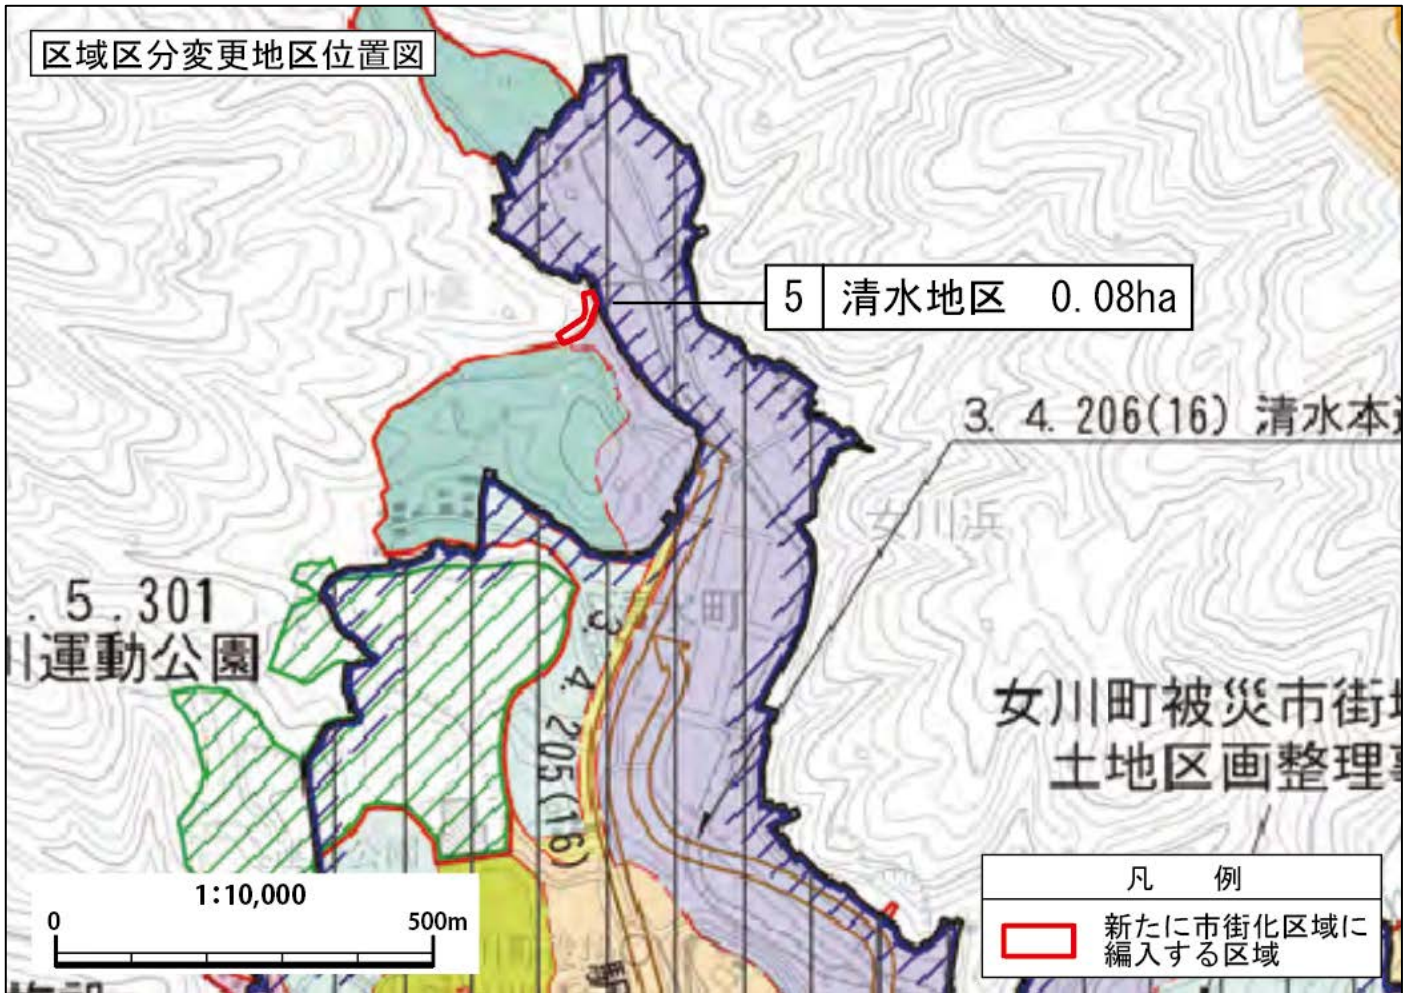 区域区分変更地区位置図
5 清水地区 0.08ha
3. 4. 206(16) 清水本
女川浜
. 5 .301
川運動公園
清水町
3. 4. 205(16)
女川町被災市街
土地区画整理
1:10,000
0 500m
凡 例
新たに市街化区域に
編入する区域